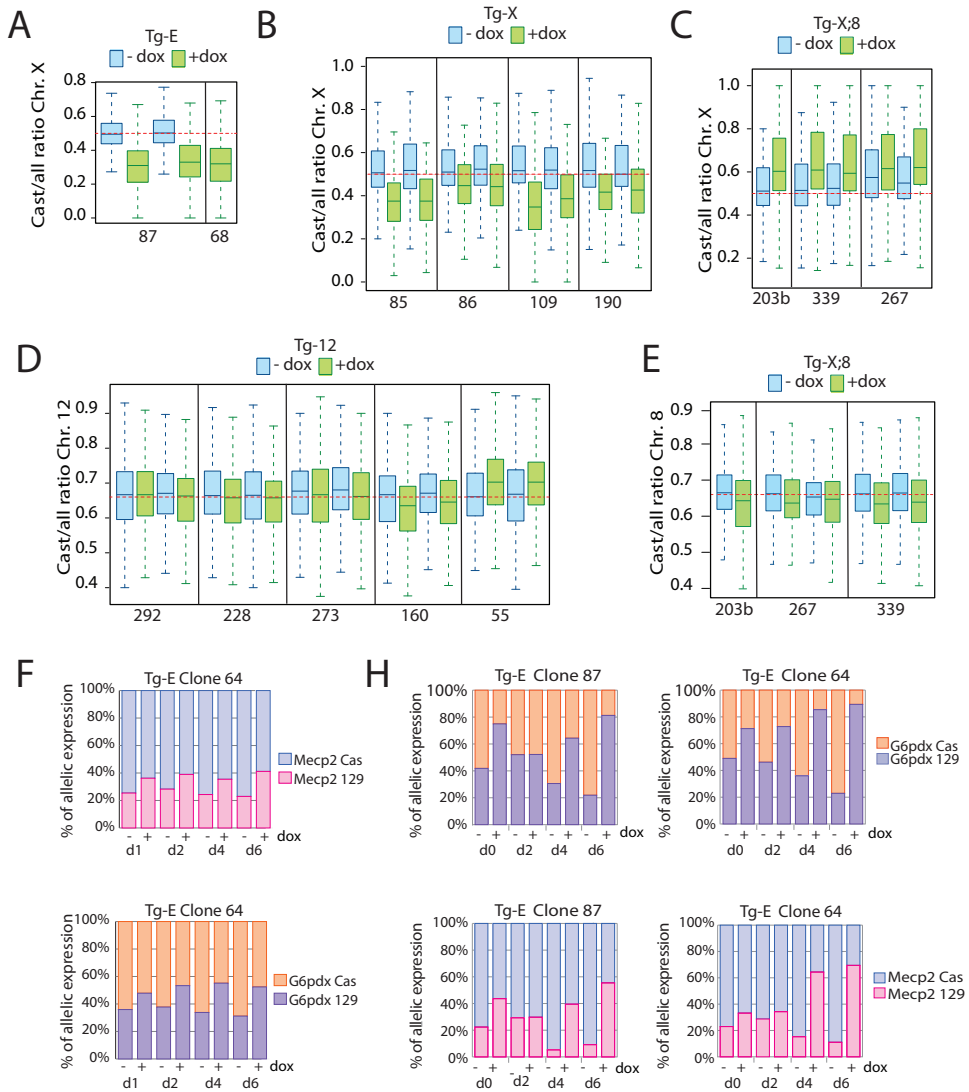 A
Tg-E
- dox +dox
Cast/all ratio Chr. X
0.8
0.6
0.4
0.2
0.0
87 68
B
Tg-X
- dox +dox
Cast/all ratio Chr. X
1.0
0.8
0.6
0.4
0.2
0.0
85 86 109 190
C
Tg-X;8
- dox +dox
Cast/all ratio Chr. X
1.0
0.8
0.6
0.4
0.2
203b 339 267
D
Tg-12
- dox +dox
Cast/all ratio Chr. 12
0.9
0.8
0.7
0.6
0.5
0.4
292 228 273 160 55
E
Tg-X;8
- dox +dox
Cast/all ratio Chr. 8
0.9
0.8
0.7
0.6
0.5
0.4
203b 267 339
F
Tg-E Clone 64
% of allelic expression
100%
80%
60%
40%
20%
0%
Mecp2 Cas
Mecp2 129
- + - + - + - + dox
d1 d2 d4 d6
Tg-E Clone 64
% of allelic expression
100%
80%
60%
40%
20%
0%
G6pdx Cas
G6pdx 129
- + - + - + - + dox
d1 d2 d4 d6
H
Tg-E Clone 87
% of allelic expression
100%
80%
60%
40%
20%
0%
- + - + - + - + dox
d0 d2 d4 d6
Tg-E Clone 64
% of allelic expression
100%
80%
60%
40%
20%
0%
G6pdx Cas
G6pdx 129
- + - + - + - +
d0 d2 d4 d6
Tg-E Clone 87
% of allelic expression
100%
80%
60%
40%
20%
0%
- + - + - + - + dox
d0 d2 d4 d6
Tg-E Clone 64
% of allelic expression
100%
80%
60%
40%
20%
0%
Mecp2 Cas
Mecp2 129
- + - + - + - + dox
d0 d2 d4 d6